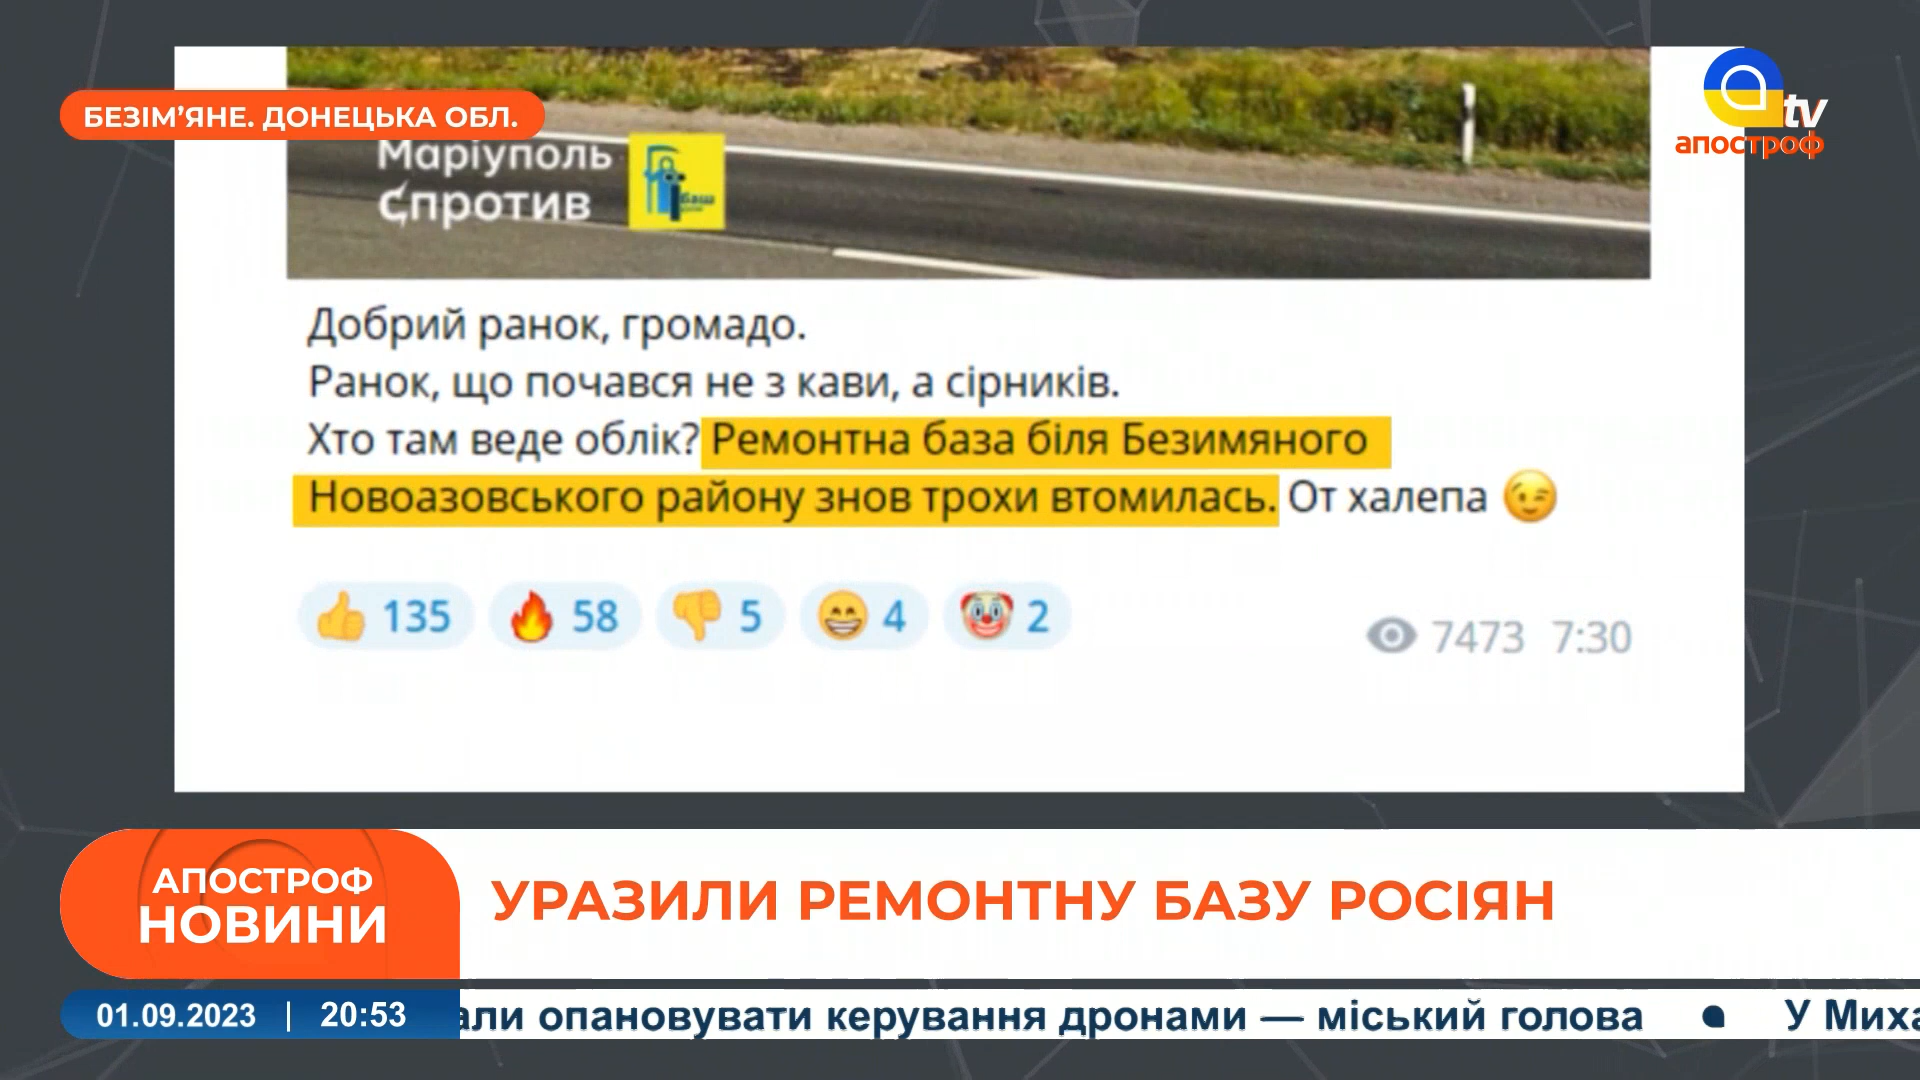 БЕЗІМ’ЯНЕ. ДОНЕЦЬКА ОБЛ.
tv
апостроф
Маріуполь
Спротив
баш
Добрий ранок, громадо.
Ранок, що почався не з кави, а сірників.
Хто там веде облік? Ремонтна база біля Безимяного
Новоазовського району знов трохи втомилась. От халепа 😉
👍 135 🔥 58 👎 5 😁 4 🤡 2
7473 7:30
АПОСТРОФ
НОВИНИ
УРАЗИЛИ РЕМОНТНУ БАЗУ РОСІЯН
01.09.2023 | 20:53
али опановувати керування дронами — міський голова ● У Миха